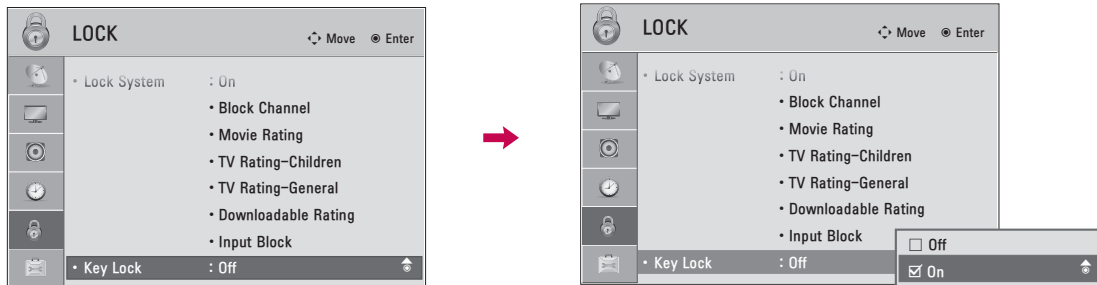 LOCK
Move Enter
• Lock System : On
• Block Channel
• Movie Rating
• TV Rating-Children
• TV Rating-General
• Downloadable Rating
• Input Block
• Key Lock : Off
LOCK
Move Enter
• Lock System : On
• Block Channel
• Movie Rating
• TV Rating-Children
• TV Rating-General
• Downloadable Rating
• Input Block
• Key Lock : Off
Off
On